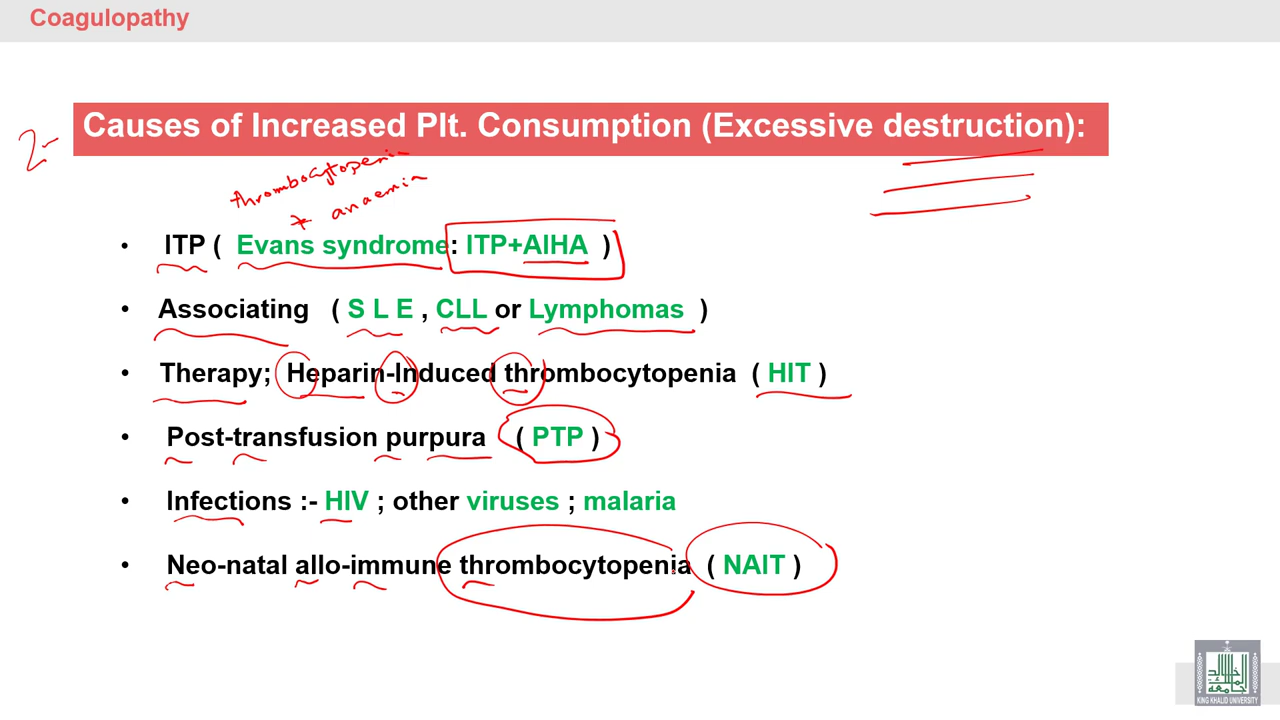 Coagulopathy
2-
Causes of Increased Plt. Consumption (Excessive destruction):
thrombocytopenia
* anaemia
• ITP ( Evans syndrome: ITP+AIHA )
• Associating ( S L E , CLL or Lymphomas )
• Therapy; Heparin-Induced thrombocytopenia ( HIT )
• Post-transfusion purpura ( PTP )
• Infections :- HIV ; other viruses ; malaria
• Neo-natal allo-immune thrombocytopenia ( NAIT )
KING KHALID UNIVERSITY